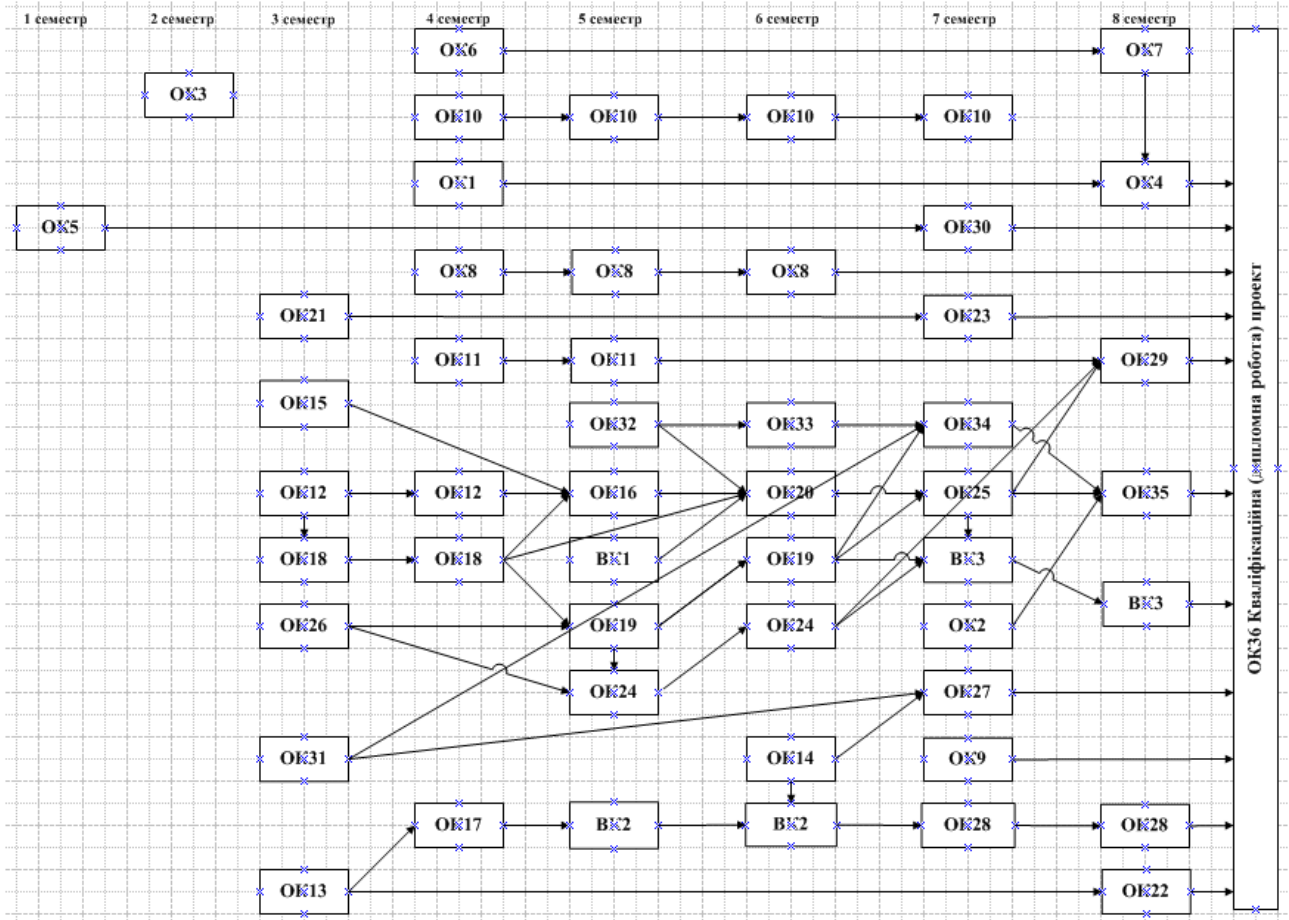 1 семестр 2 семестр 3 семестр 4 семестр 5 семестр 6 семестр 7 семестр 8 семестр
ОК6 ОК7
ОК3
ОК10 ОК10 ОК10 ОК10
ОК1 ОК4
ОК5 ОК30
ОК8 ОК8 ОК8
ОК21 ОК23
ОК11 ОК11 ОК29
ОК15
ОК32 ОК33 ОК34
ОК12 ОК12 ОК16 ОК20 ОК25 ОК35
ОК18 ОК18 ВК1 ОК19 ВК3
ВК3
ОК26 ОК19 ОК24 ОК2
ОК24 ОК27
ОК31 ОК14 ОК9
ОК17 ВК2 ВК2 ОК28 ОК28
ОК13 ОК22
ОК36 Кваліфікаційна (дипломна робота) проект